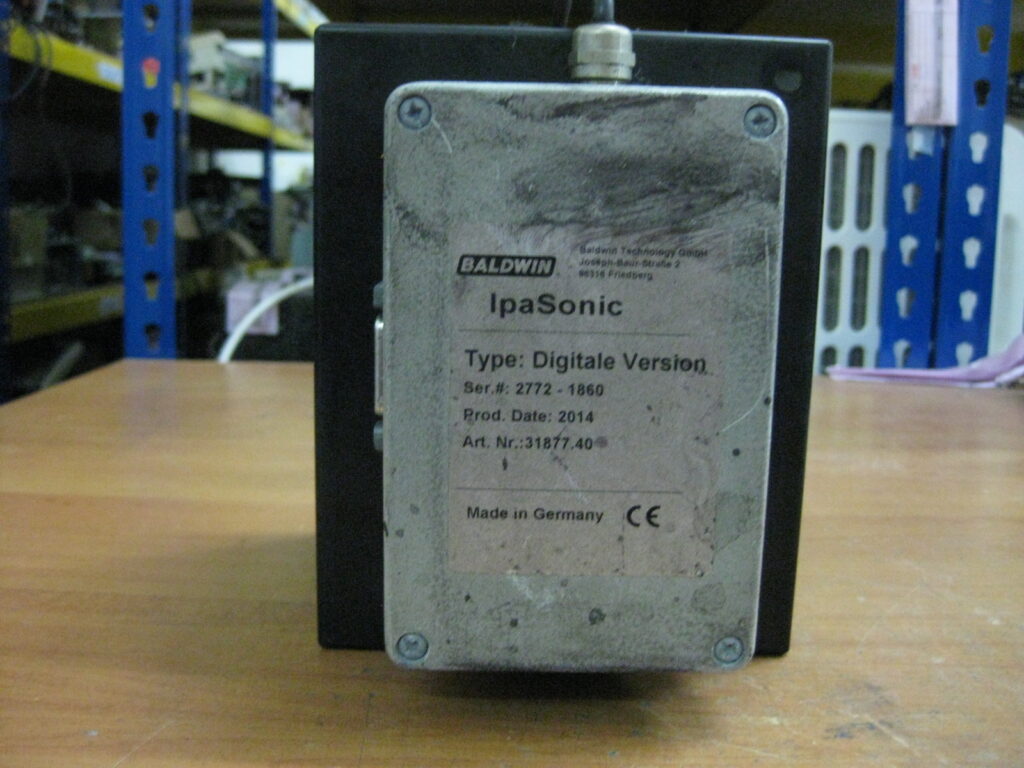 BALDWIN
Baldwin Technology GmbH
Joseph-Baur-Straße 2
86316 Friedberg
IpaSonic
Type: Digitale Version
Ser.#: 2772 - 1860
Prod. Date: 2014
Art. Nr.:31877.40
Made in Germany CE